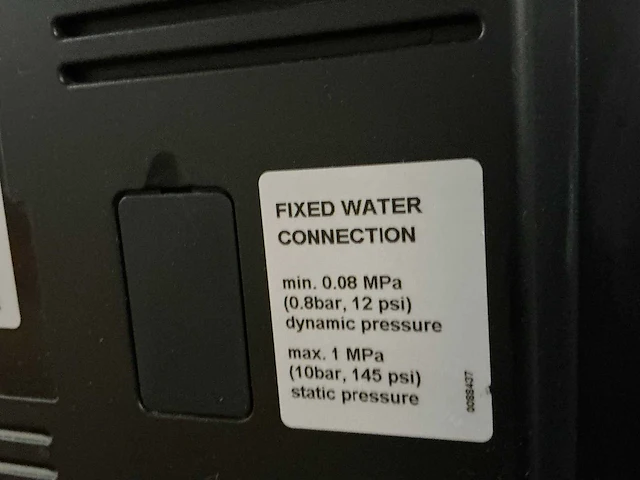 FIXED WATER
CONNECTION
min. 0.08 MPa
(0.8bar, 12 psi)
dynamic pressure
max. 1 MPa
(10bar, 145 psi)
static pressure